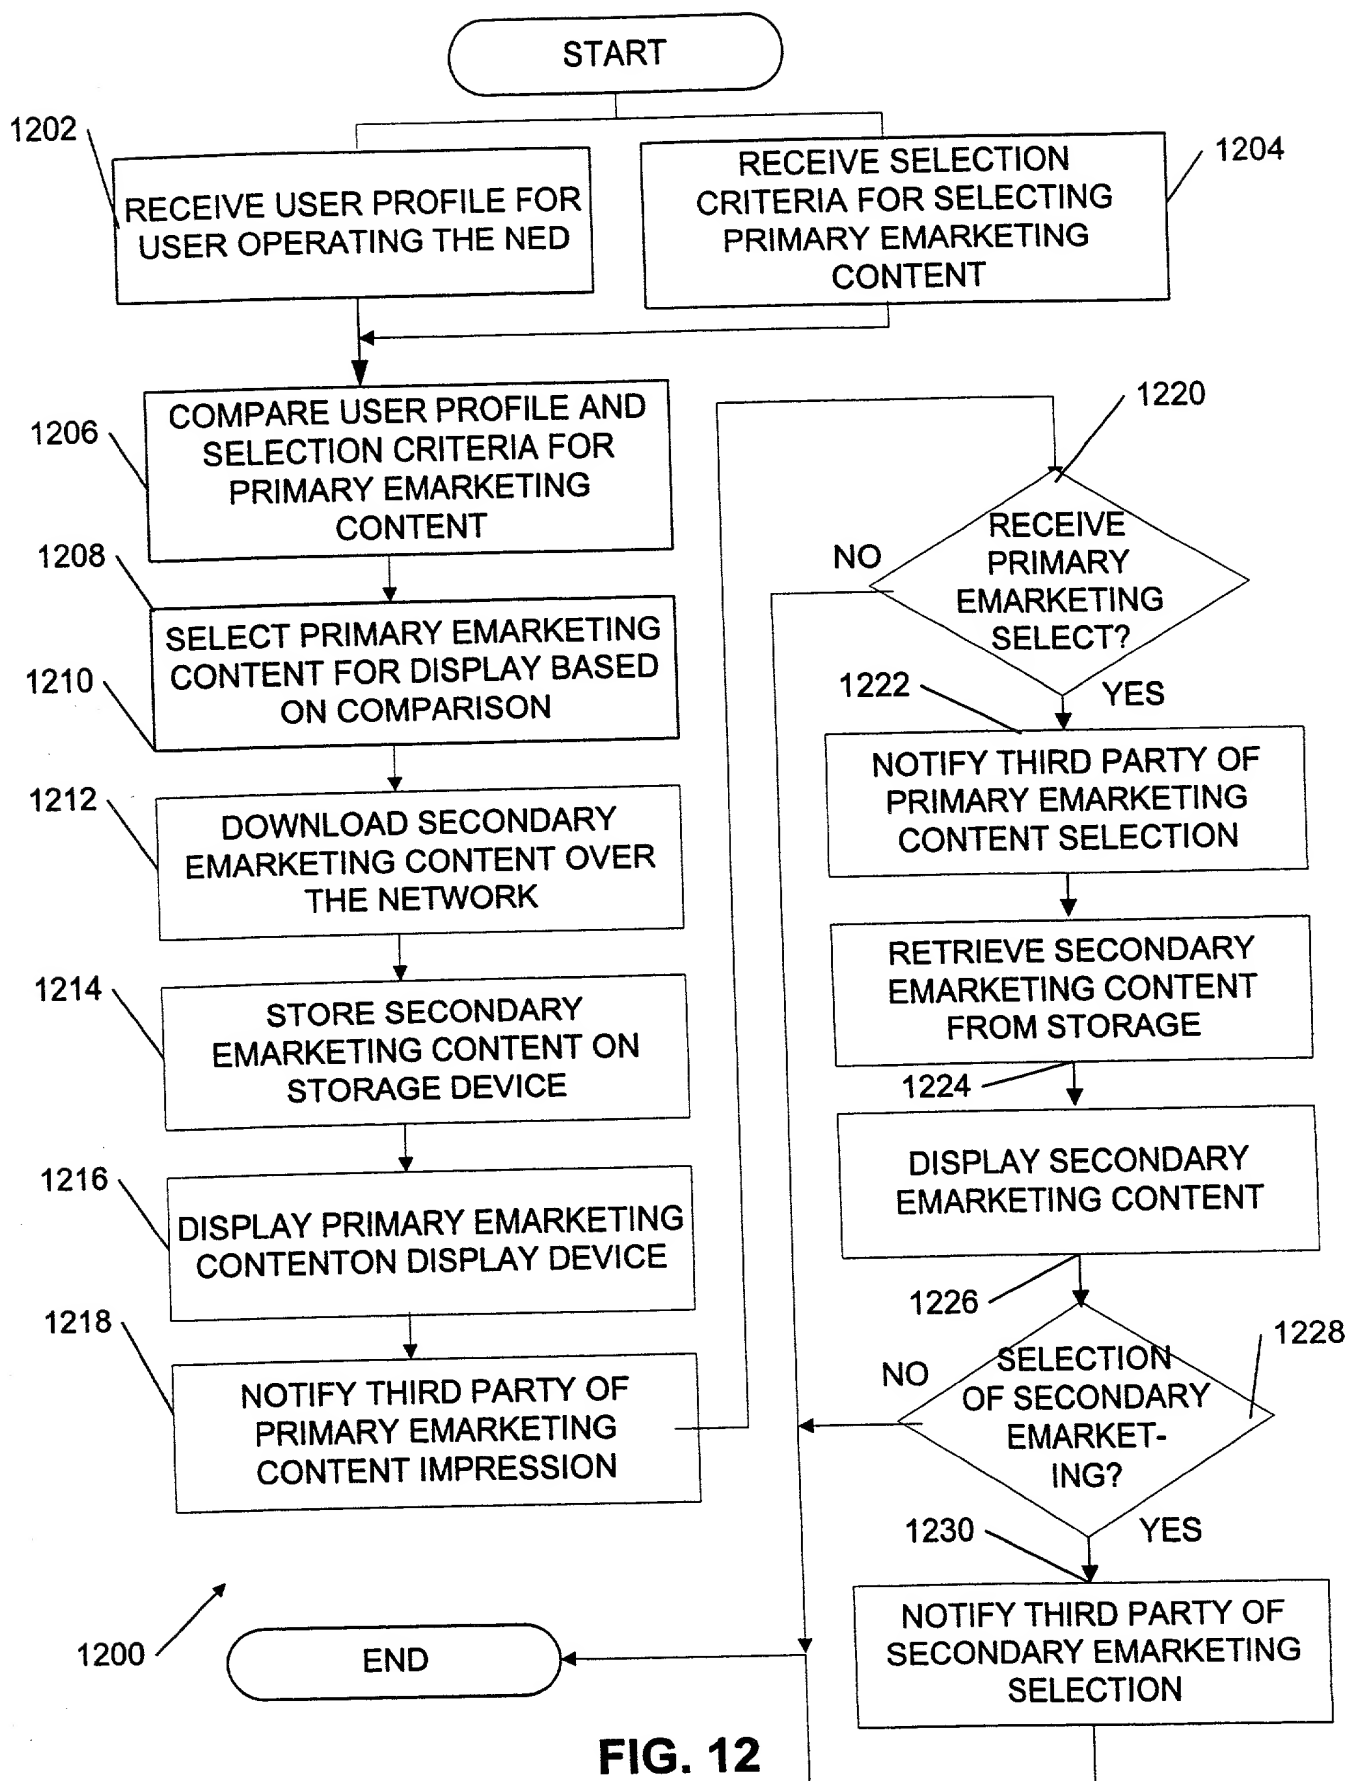 START
1202
RECEIVE USER PROFILE FOR
USER OPERATING THE NED
RECEIVE SELECTION
CRITERIA FOR SELECTING
PRIMARY EMARKETING
CONTENT
1204
1206
COMPARE USER PROFILE AND
SELECTION CRITERIA FOR
PRIMARY EMARKETING
CONTENT
1208
SELECT PRIMARY EMARKETING
CONTENT FOR DISPLAY BASED
ON COMPARISON
1210
1212
DOWNLOAD SECONDARY
EMARKETING CONTENT OVER
THE NETWORK
1214
STORE SECONDARY
EMARKETING CONTENT ON
STORAGE DEVICE
1216
DISPLAY PRIMARY EMARKETING
CONTENTON DISPLAY DEVICE
1218
NOTIFY THIRD PARTY OF
PRIMARY EMARKETING
CONTENT IMPRESSION
1220
RECEIVE
PRIMARY
EMARKETING
SELECT?
NO
YES
1222
NOTIFY THIRD PARTY OF
PRIMARY EMARKETING
CONTENT SELECTION
RETRIEVE SECONDARY
EMARKETING CONTENT
FROM STORAGE
1224
DISPLAY SECONDARY
EMARKETING CONTENT
1226
1228
SELECTION
OF SECONDARY
EMARKET-
ING?
NO
YES
1230
NOTIFY THIRD PARTY OF
SECONDARY EMARKETING
SELECTION
1200
END
FIG. 12